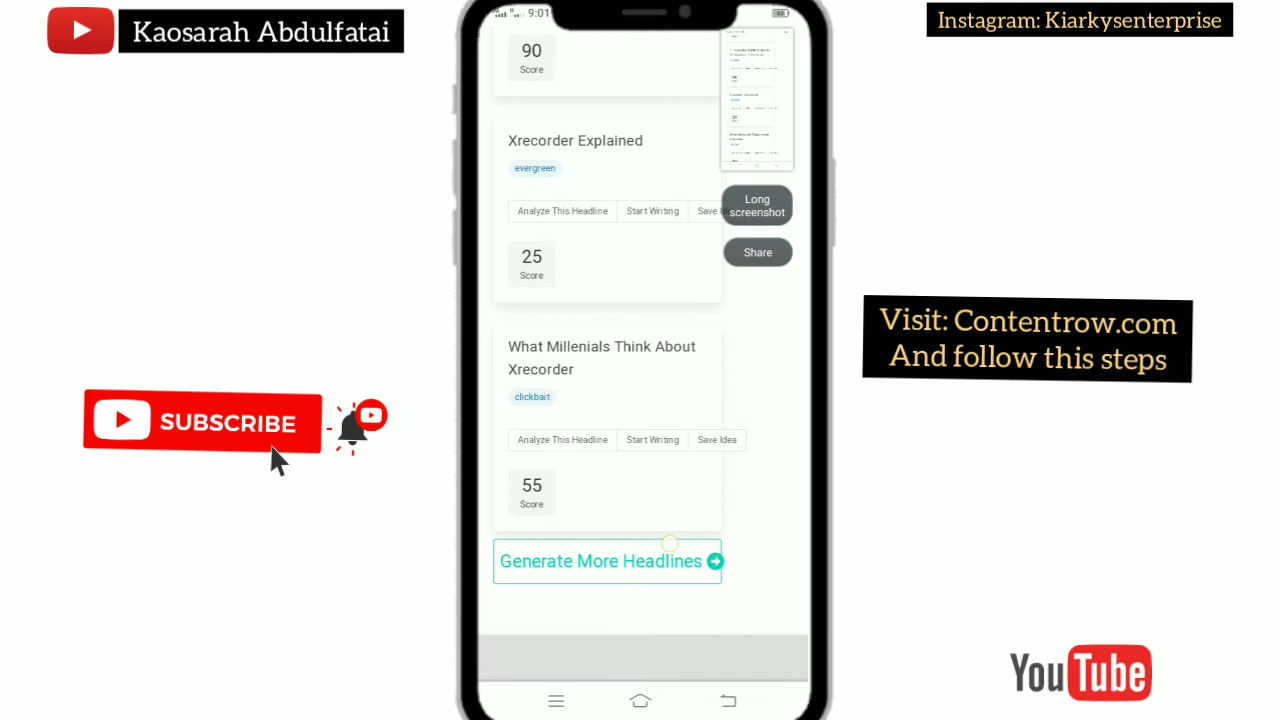 Kaosarah Abdulfatai
Instagram: Kiarkysenterprise
9:01
90
Score
Xrecorder Explained
evergreen
Analyze This Headline
Start Writing
Save
Long
screenshot
Share
25
Score
What Millenials Think About
Xrecorder
clickbait
Analyze This Headline
Start Writing
Save Idea
55
Score
Generate More Headlines
Visit: Contentrow.com
And follow this steps
SUBSCRIBE
YouTube